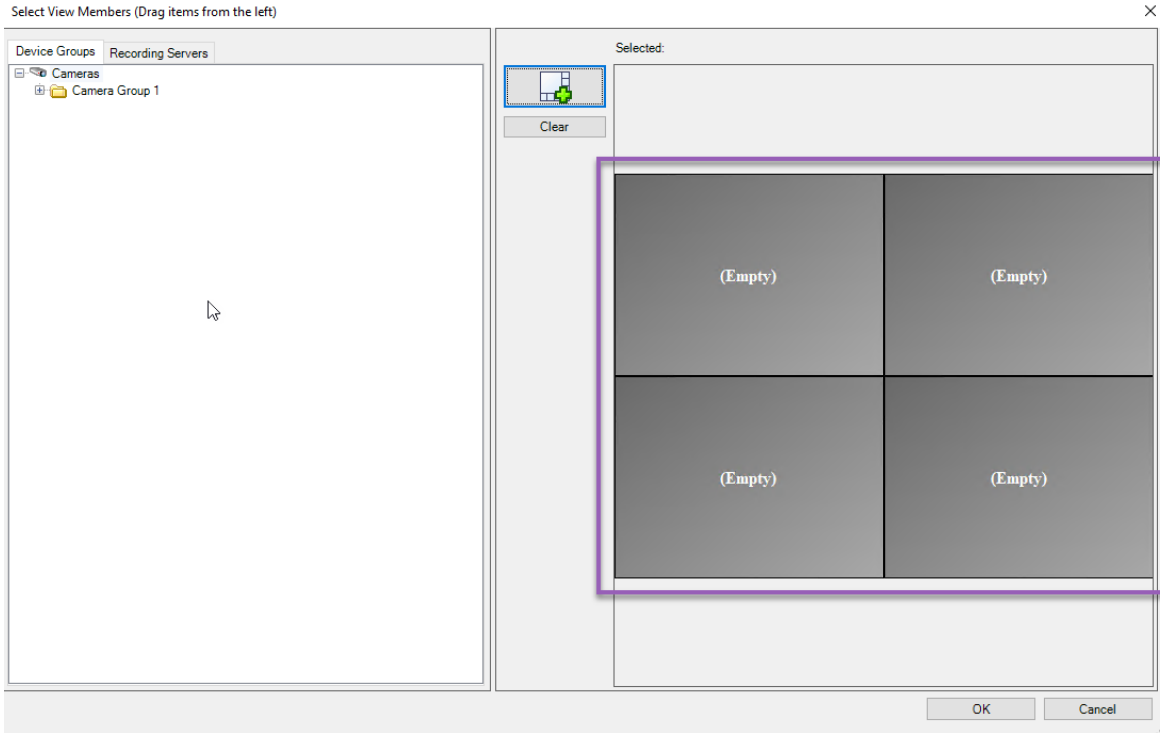 Select View Members (Drag items from the left)
Device Groups
Recording Servers
Cameras
Camera Group 1
Selected:
Clear
(Empty)
(Empty)
(Empty)
(Empty)
OK
Cancel